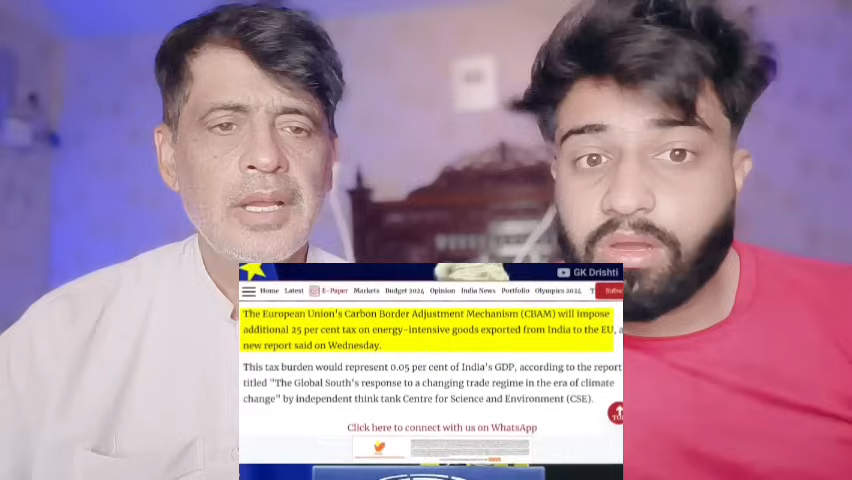 GK Drishti
Home Latest E-Paper Markets Budget 2024 Opinion India News Portfolio Olympics 2024
The European Union's Carbon Border Adjustment Mechanism (CBAM) will impose
additional 25 per cent tax on energy-intensive goods exported from India to the EU, a
new report said on Wednesday.
This tax burden would represent 0.05 per cent of India's GDP, according to the report
titled "The Global South's response to a changing trade regime in the era of climate
change" by independent think tank Centre for Science and Environment (CSE).
Click here to connect with us on WhatsApp